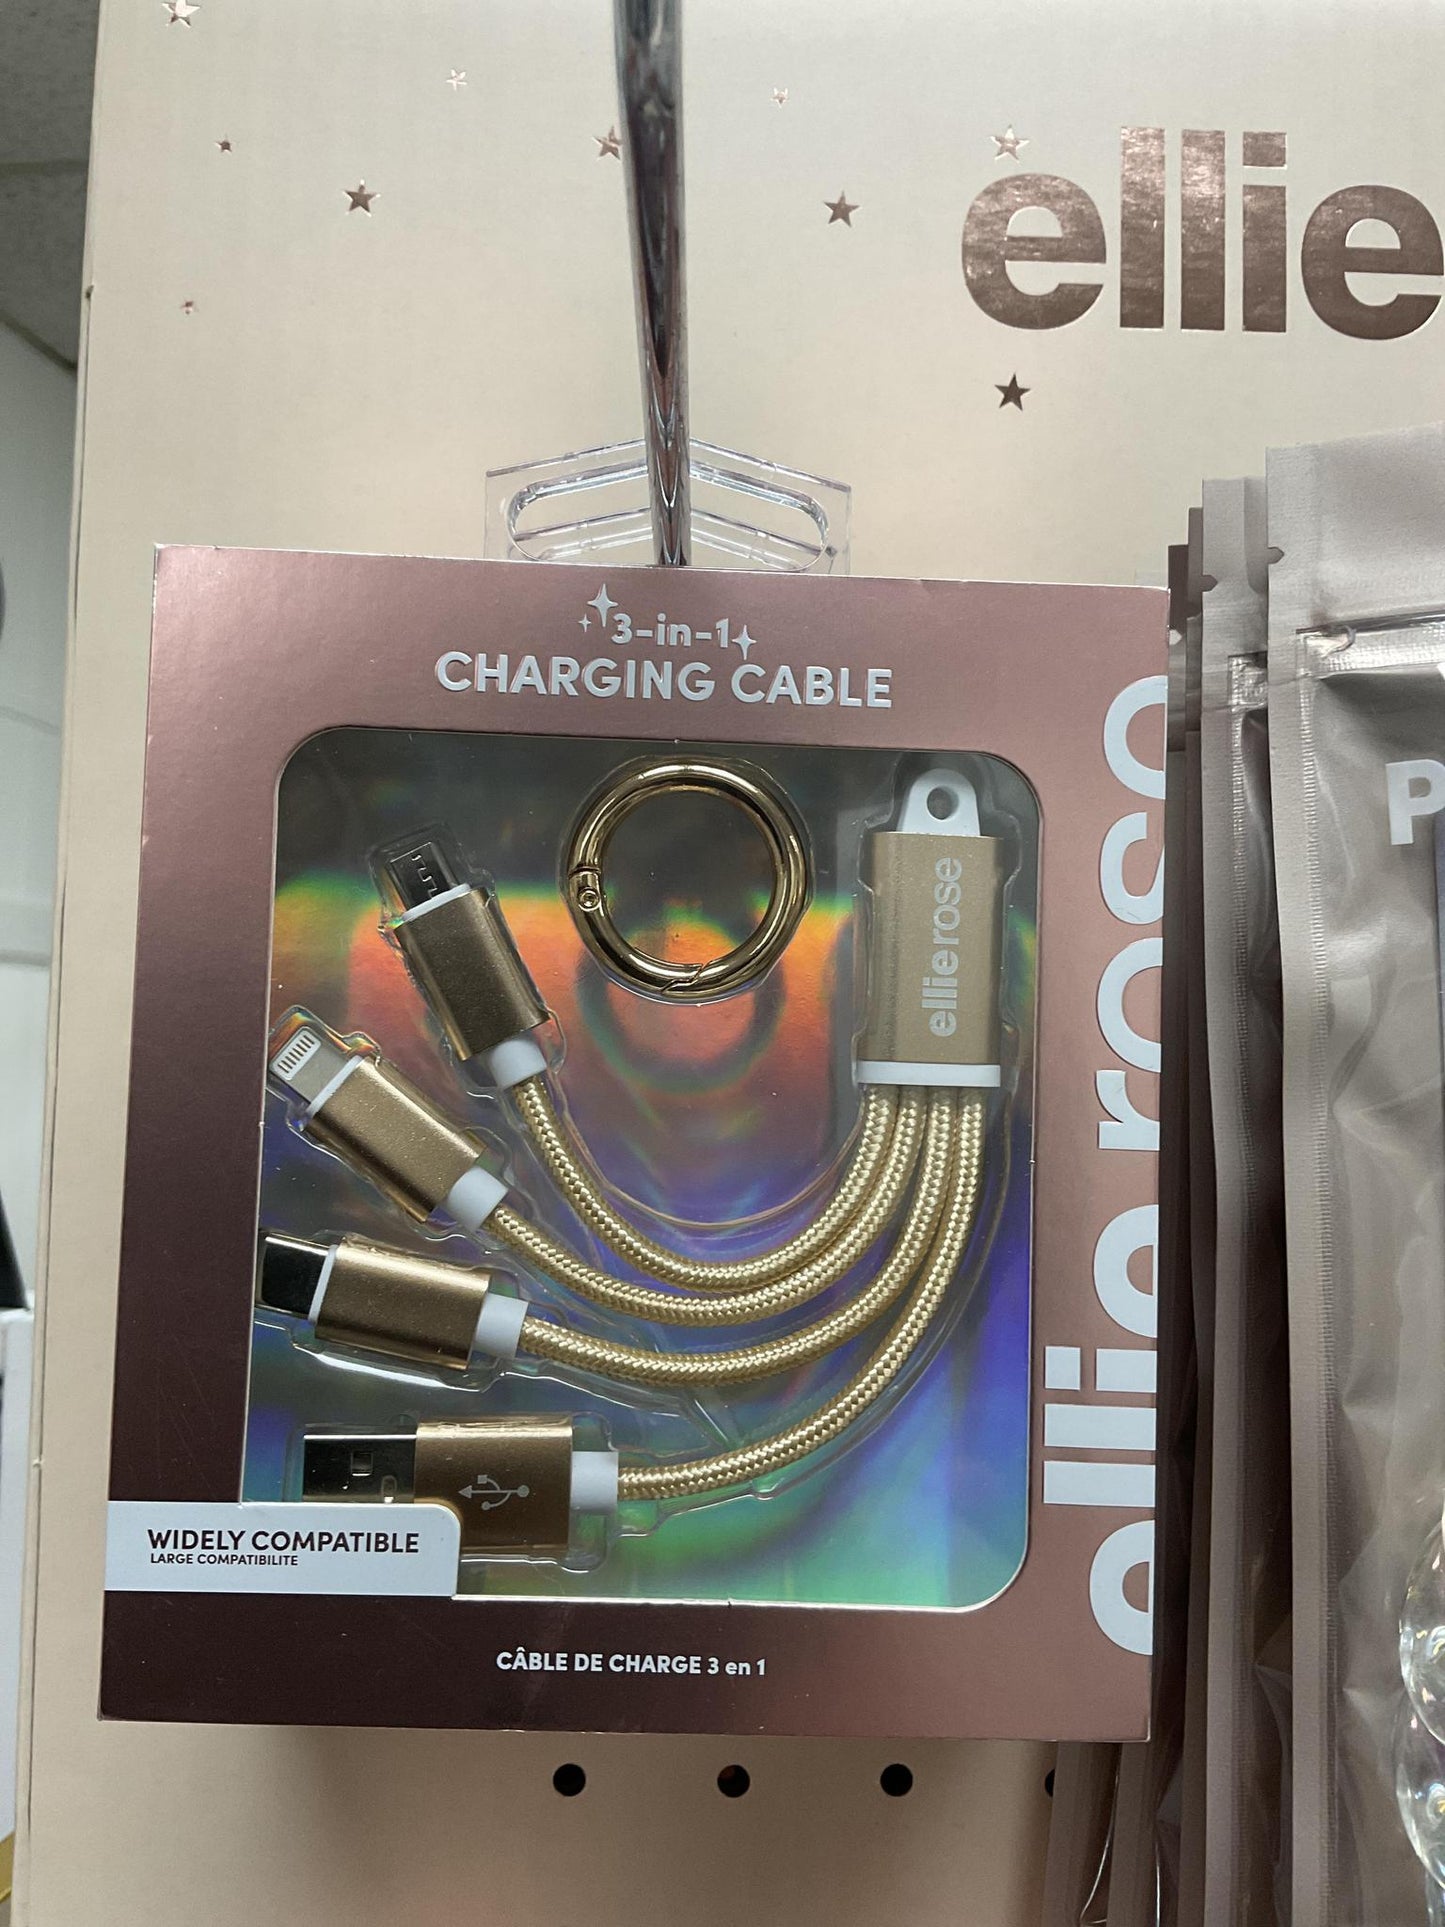 ellie
3-in-1
CHARGING CABLE
ellierose
ellie rose
WIDELY COMPATIBLE
LARGE COMPATIBILITE
CÂBLE DE CHARGE 3 en 1
P